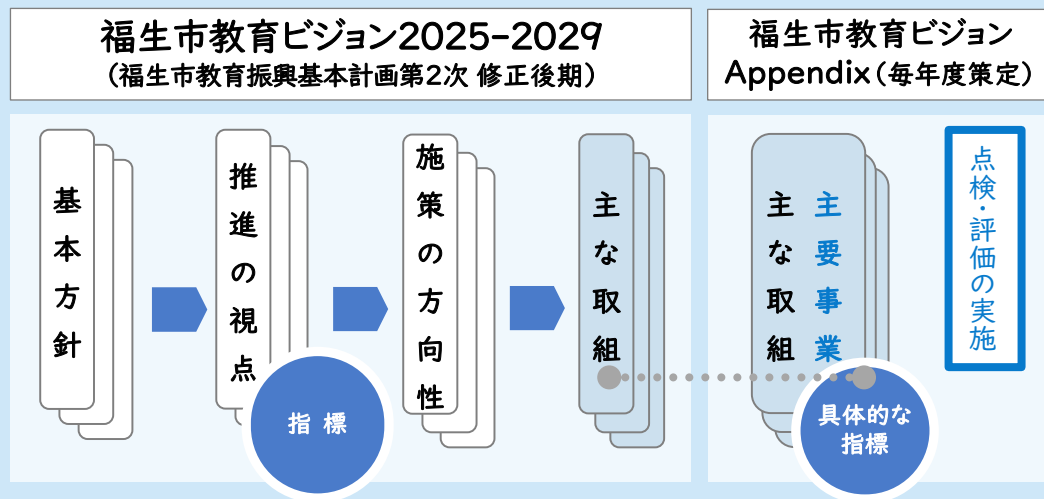 福生市教育ビジョン2025-2029
(福生市教育振興基本計画第2次 修正後期)
福生市教育ビジョン
Appendix(毎年度策定)
基本方針
推進の視点
指 標
施策の方向性
主な取組
主な取組
主要事業
具体的な
指標
点検・評価の実施